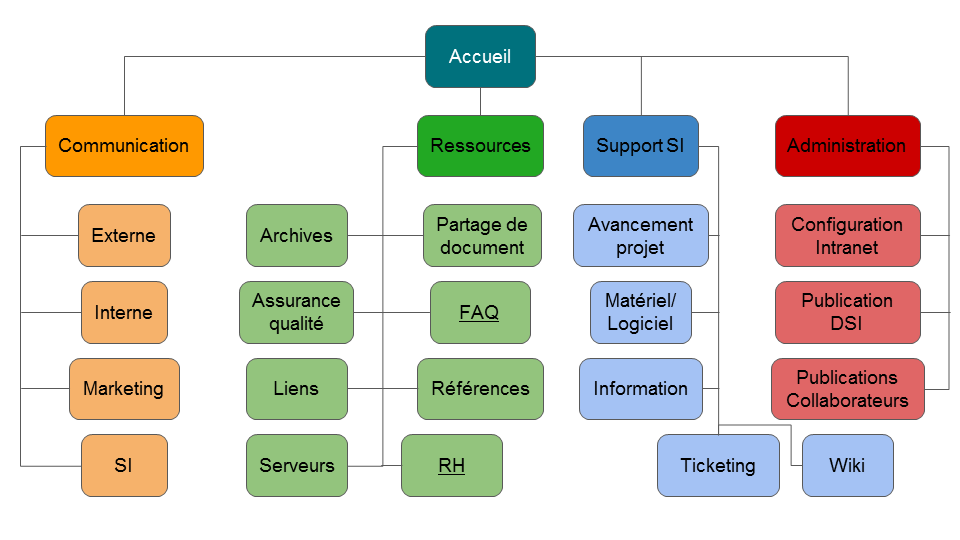 Accueil
Communication
Ressources
Support SI
Administration
Externe
Archives
Partage de
document
Avancement
projet
Configuration
Intranet
Interne
Assurance
qualité
FAQ
Matériel/
Logiciel
Publication
DSI
Marketing
Liens
Références
Information
Publications
Collaborateurs
SI
Serveurs
RH
Ticketing
Wiki